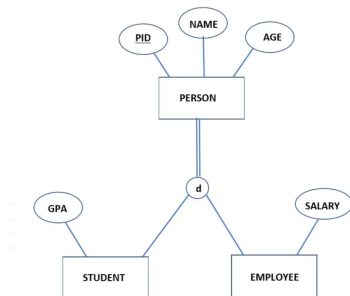 NAME
PID
AGE
PERSON
d
GPA
SALARY
STUDENT
EMPLOYEE